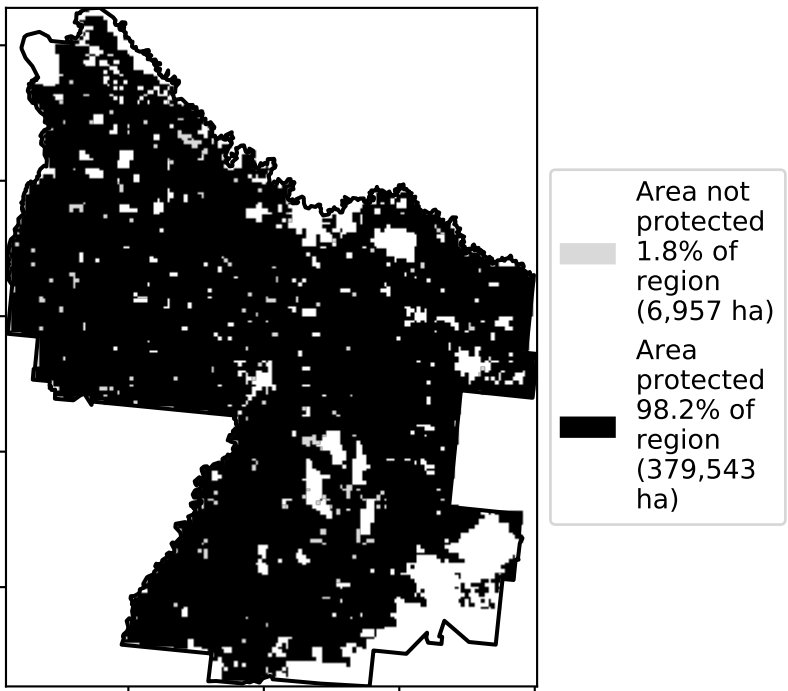 Area not
protected
1.8% of
region
(6,957 ha)
Area
protected
98.2% of
region
(379,543
ha)